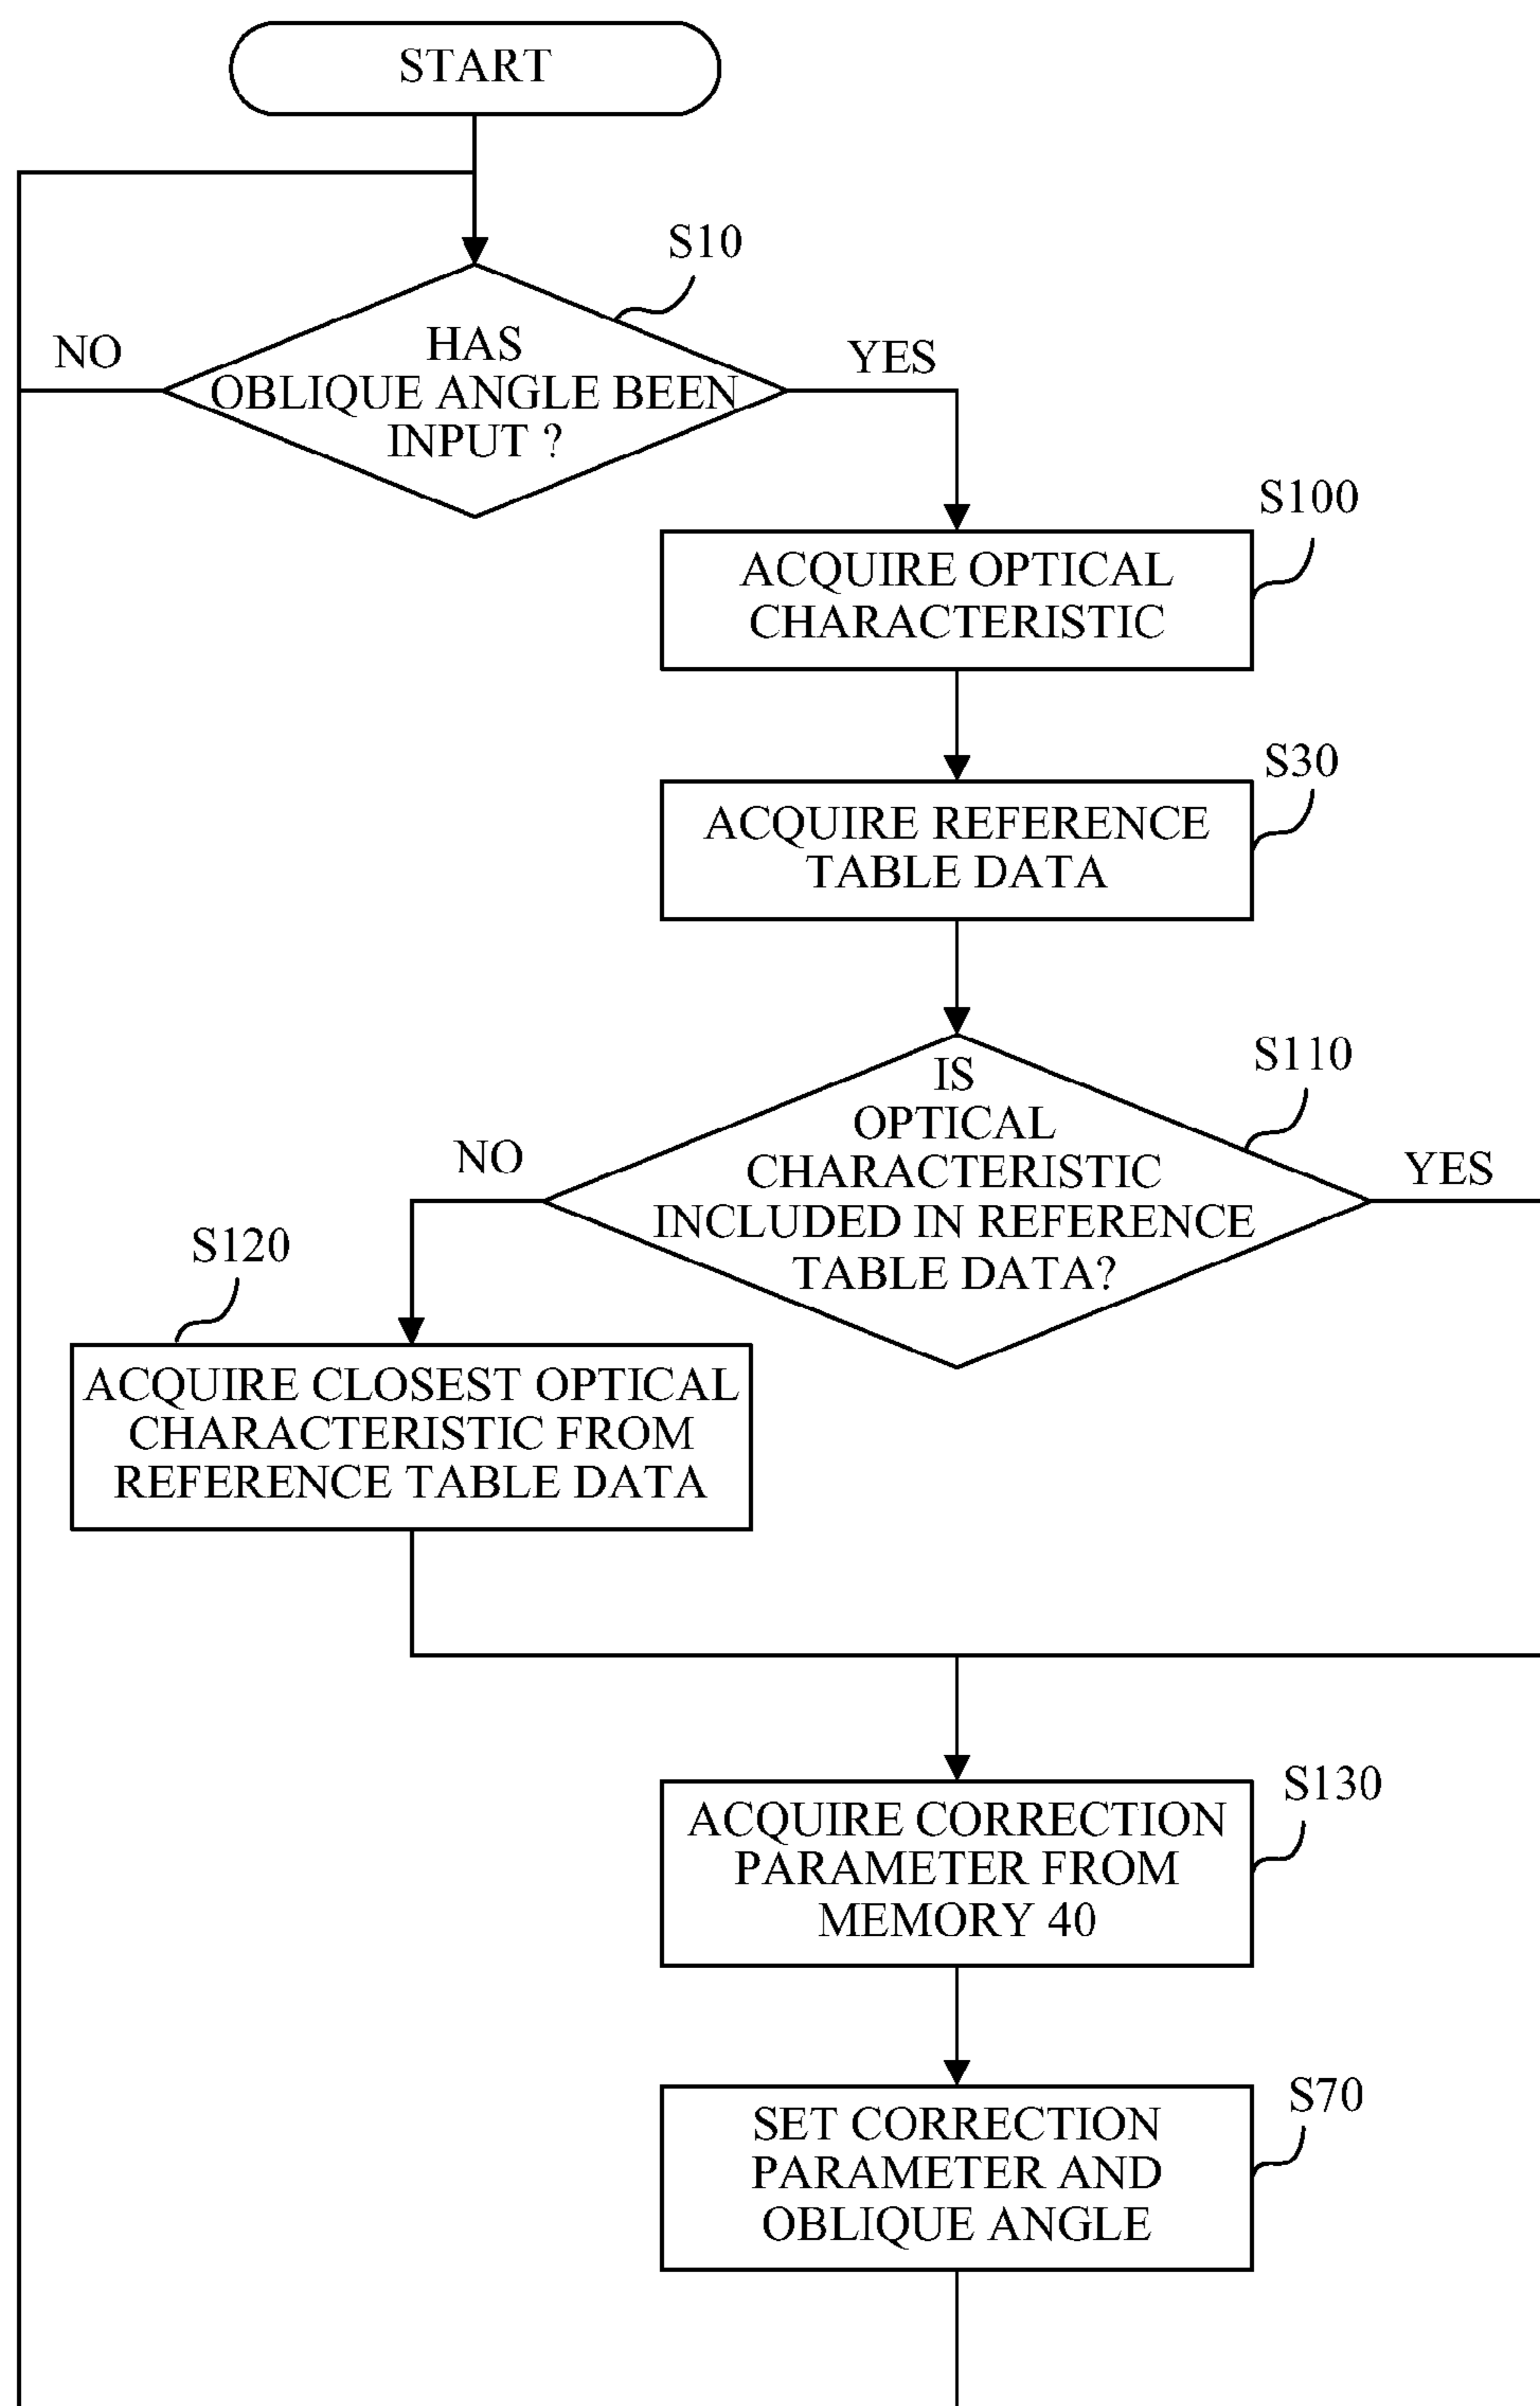 START
S10
NO
HAS
OBLIQUE ANGLE BEEN
INPUT ?
YES
S100
ACQUIRE OPTICAL
CHARACTERISTIC
S30
ACQUIRE REFERENCE
TABLE DATA
S110
IS
OPTICAL
CHARACTERISTIC
INCLUDED IN REFERENCE
TABLE DATA?
NO
YES
S120
ACQUIRE CLOSEST OPTICAL
CHARACTERISTIC FROM
REFERENCE TABLE DATA
S130
ACQUIRE CORRECTION
PARAMETER FROM
MEMORY 40
S70
SET CORRECTION
PARAMETER AND
OBLIQUE ANGLE